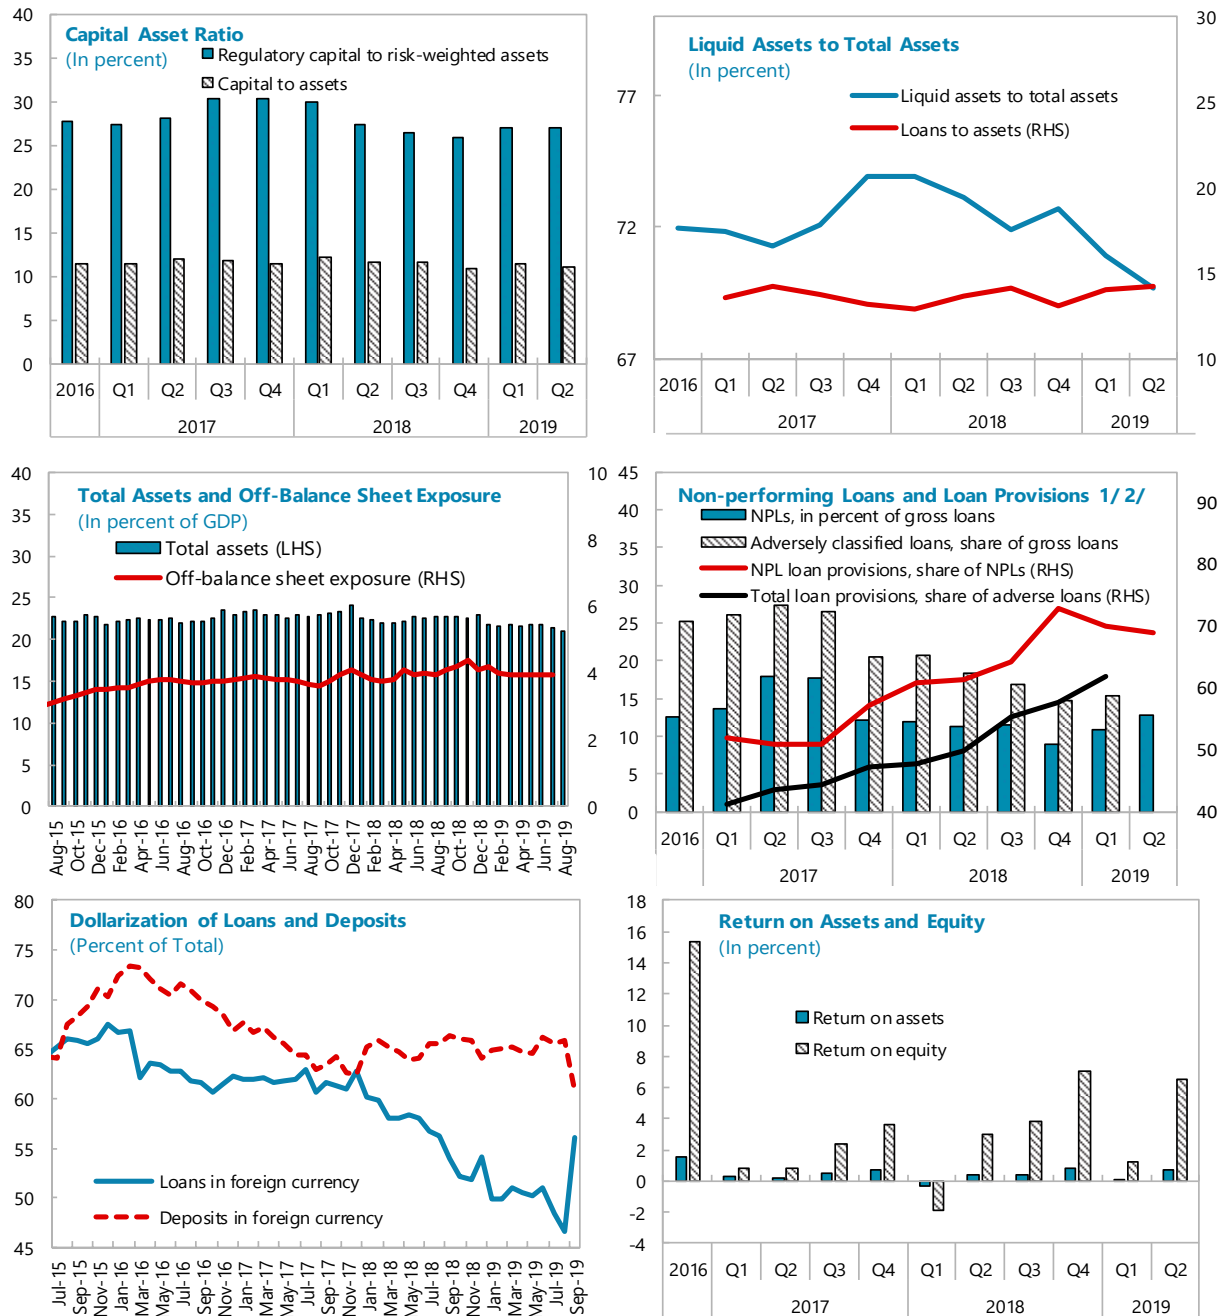 Capital Asset Ratio
(In percent)
Regulatory capital to risk-weighted assets
Capital to assets
40
35
30
25
20
15
10
5
0
2016 Q1 Q2 Q3 Q4 Q1 Q2 Q3 Q4 Q1 Q2
2017 2018 2019
Liquid Assets to Total Assets
(In percent)
Liquid assets to total assets
Loans to assets (RHS)
77
72
67
30
25
20
15
10
2016 Q1 Q2 Q3 Q4 Q1 Q2 Q3 Q4 Q1 Q2
2017 2018 2019
Total Assets and Off-Balance Sheet Exposure
(In percent of GDP)
Total assets (LHS)
Off-balance sheet exposure (RHS)
40
35
30
25
20
15
10
5
0
10
8
6
4
2
0
Aug-15 Oct-15 Dec-15 Feb-16 Apr-16 Jun-16 Aug-16 Oct-16 Dec-16 Feb-17 Apr-17 Jun-17 Aug-17 Oct-17 Dec-17 Feb-18 Apr-18 Jun-18 Aug-18 Oct-18 Dec-18 Feb-19 Apr-19 Jun-19 Aug-19
Non-performing Loans and Loan Provisions 1/ 2/
NPLs, in percent of gross loans
Adversely classified loans, share of gross loans
NPL loan provisions, share of NPLs (RHS)
Total loan provisions, share of adverse loans (RHS)
45
40
35
30
25
20
15
10
5
0
90
80
70
60
50
40
2016 Q1 Q2 Q3 Q4 Q1 Q2 Q3 Q4 Q1 Q2
2017 2018 2019
Dollarization of Loans and Deposits
(Percent of Total)
Loans in foreign currency
Deposits in foreign currency
80
75
70
65
60
55
50
45
Jul-15 Sep-15 Nov-15 Jan-16 Mar-16 May-16 Jul-16 Sep-16 Nov-16 Jan-17 Mar-17 May-17 Jul-17 Sep-17 Nov-17 Jan-18 Mar-18 May-18 Jul-18 Sep-18 Nov-18 Jan-19 Mar-19 May-19 Jul-19 Sep-19
Return on Assets and Equity
(In percent)
Return on assets
Return on equity
18
16
14
12
10
8
6
4
2
0
-2
-4
2016 Q1 Q2 Q3 Q4 Q1 Q2 Q3 Q4 Q1 Q2
2017 2018 2019